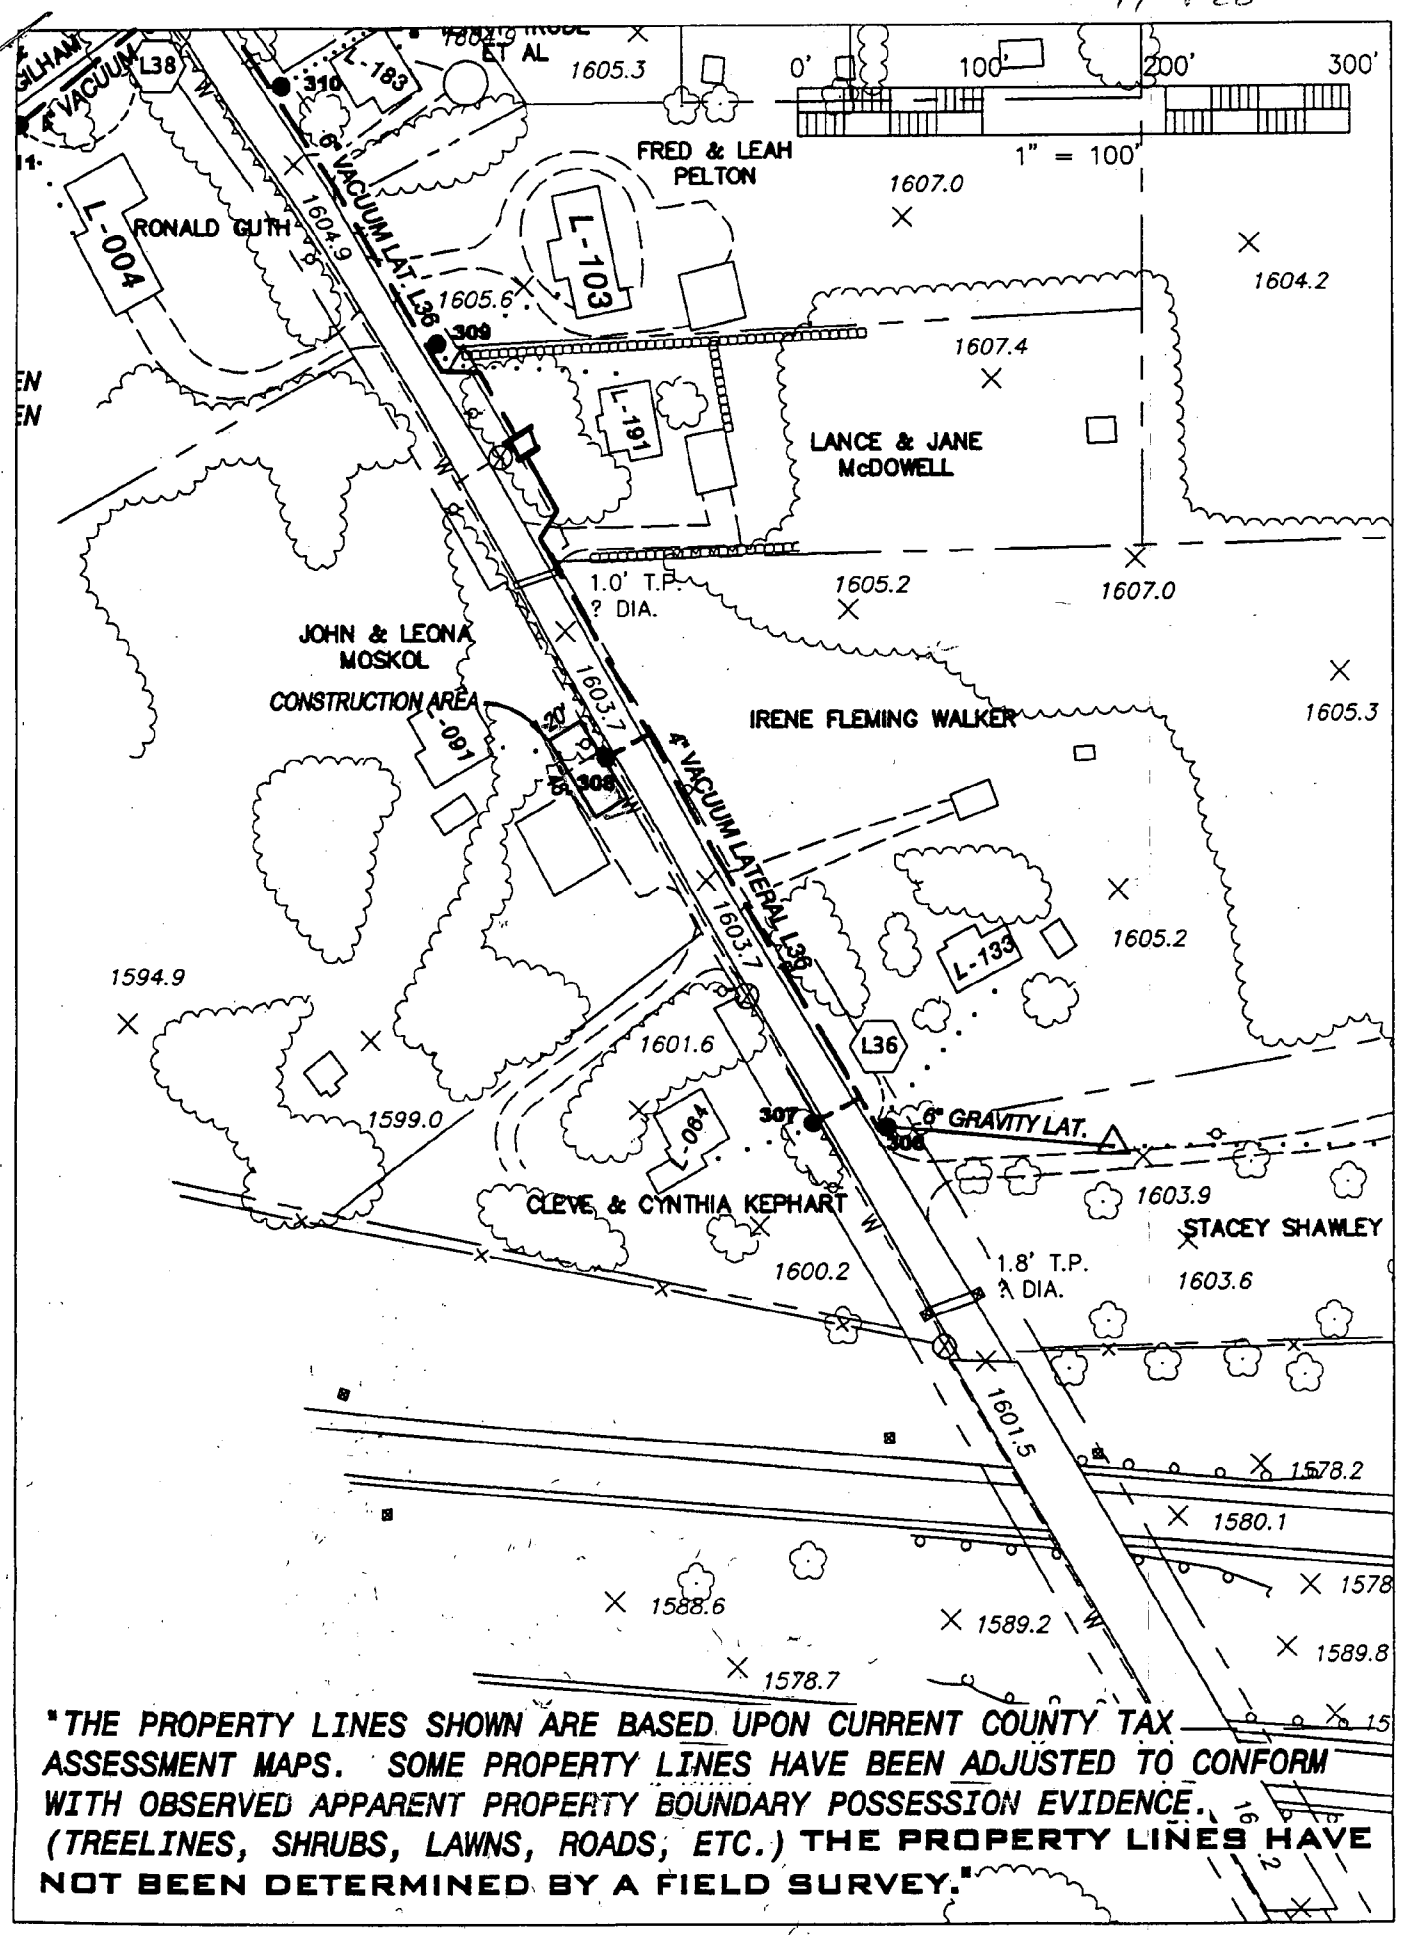 GILHAM
4" VACUUM
L38
310
L-183
1604.9
ET AL
1605.3
0' 100' 200' 300'
1" = 100'
FRED & LEAH
PELTON
1607.0
1604.2
L-004
RONALD GUTH
1604.9
6" VACUUM LAT. L36
L-103
1605.6
309
1607.4
EN
EN
L-191
LANCE & JANE
McDOWELL
W
W
1.0' T.P.
? DIA.
1605.2
1607.0
JOHN & LEONA
MOSKOL
CONSTRUCTION AREA
L-091
20'
1603.7
308
W
IRENE FLEMING WALKER
1605.3
4" VACUUM LATERAL L36
1603.7
1605.2
L-133
1594.9
1601.6
L36
1599.0
L-064
307
306
6" GRAVITY LAT.
1603.9
CLEVE & CYNTHIA KEPHART
W
STACEY SHAWLEY
1600.2
1.8' T.P.
? DIA.
1603.6
1601.5
1578.2
1580.1
1578
1588.6
1589.2
W
1589.8
1578.7
15
"THE PROPERTY LINES SHOWN ARE BASED UPON CURRENT COUNTY TAX
ASSESSMENT MAPS. SOME PROPERTY LINES HAVE BEEN ADJUSTED TO CONFORM
WITH OBSERVED APPARENT PROPERTY BOUNDARY POSSESSION EVIDENCE.
(TREELINES, SHRUBS, LAWNS, ROADS, ETC.) THE PROPERTY LINES HAVE
NOT BEEN DETERMINED BY A FIELD SURVEY."